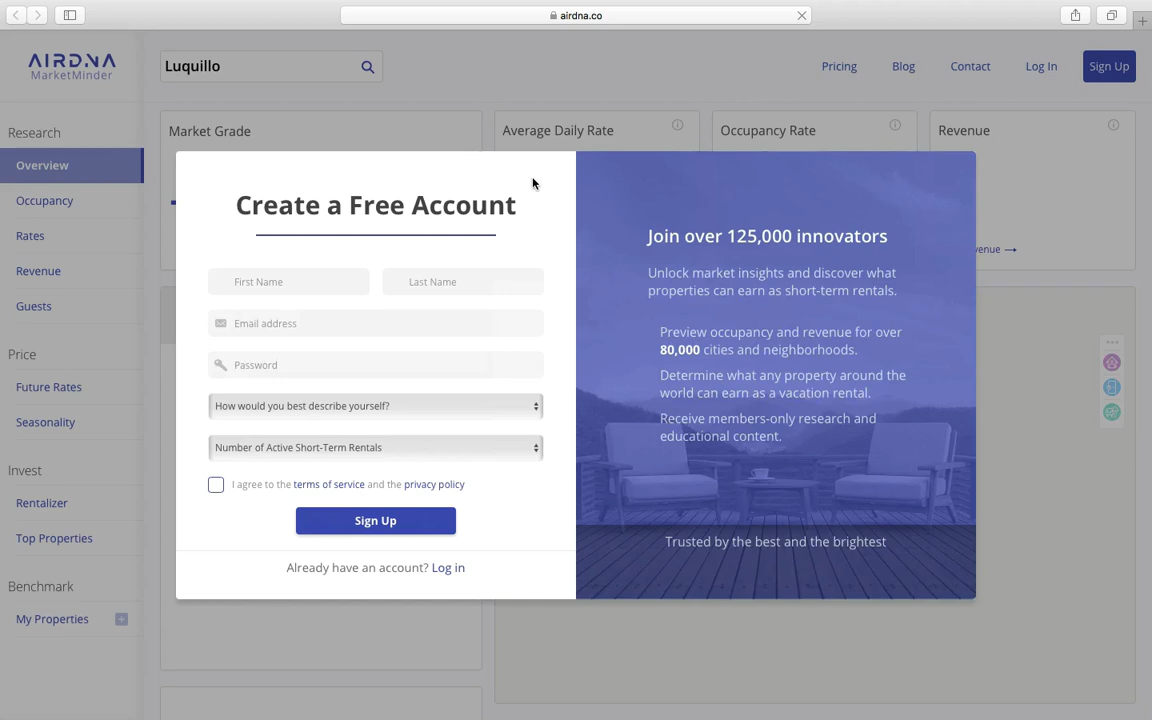 airdna.co
AIRDNA
MarketMinder
Luquillo
Pricing
Blog
Contact
Log In
Sign Up
Research
Overview
Occupancy
Rates
Revenue
Guests
Price
Future Rates
Seasonality
Invest
Rentalizer
Top Properties
Benchmark
My Properties
Market Grade
Average Daily Rate
Occupancy Rate
Revenue
venue →
Create a Free Account
First Name
Last Name
Email address
Password
How would you best describe yourself?
Number of Active Short-Term Rentals
I agree to the terms of service and the privacy policy
Sign Up
Already have an account? Log in
Join over 125,000 innovators
Unlock market insights and discover what
properties can earn as short-term rentals.
Preview occupancy and revenue for over
80,000 cities and neighborhoods.
Determine what any property around the
world can earn as a vacation rental.
Receive members-only research and
educational content.
Trusted by the best and the brightest